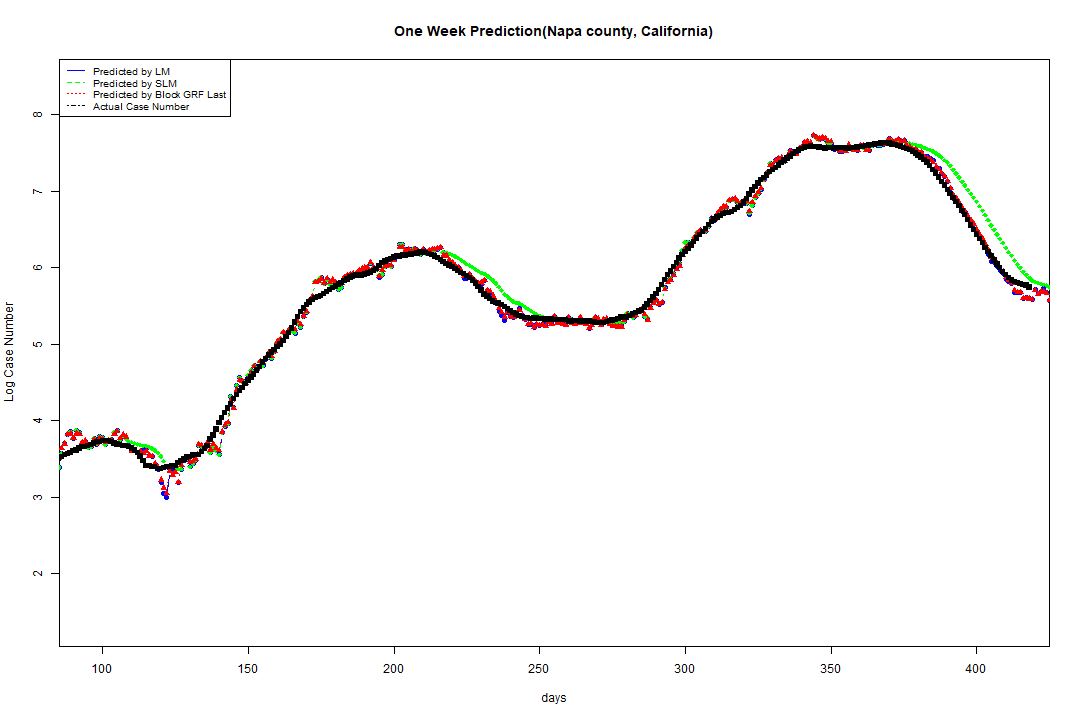 One Week Prediction(Napa county, California)
Predicted by LM
Predicted by SLM
Predicted by Block GRF Last
Actual Case Number
8
7
6
5
4
3
2
Log Case Number
100 150 200 250 300 350 400
days